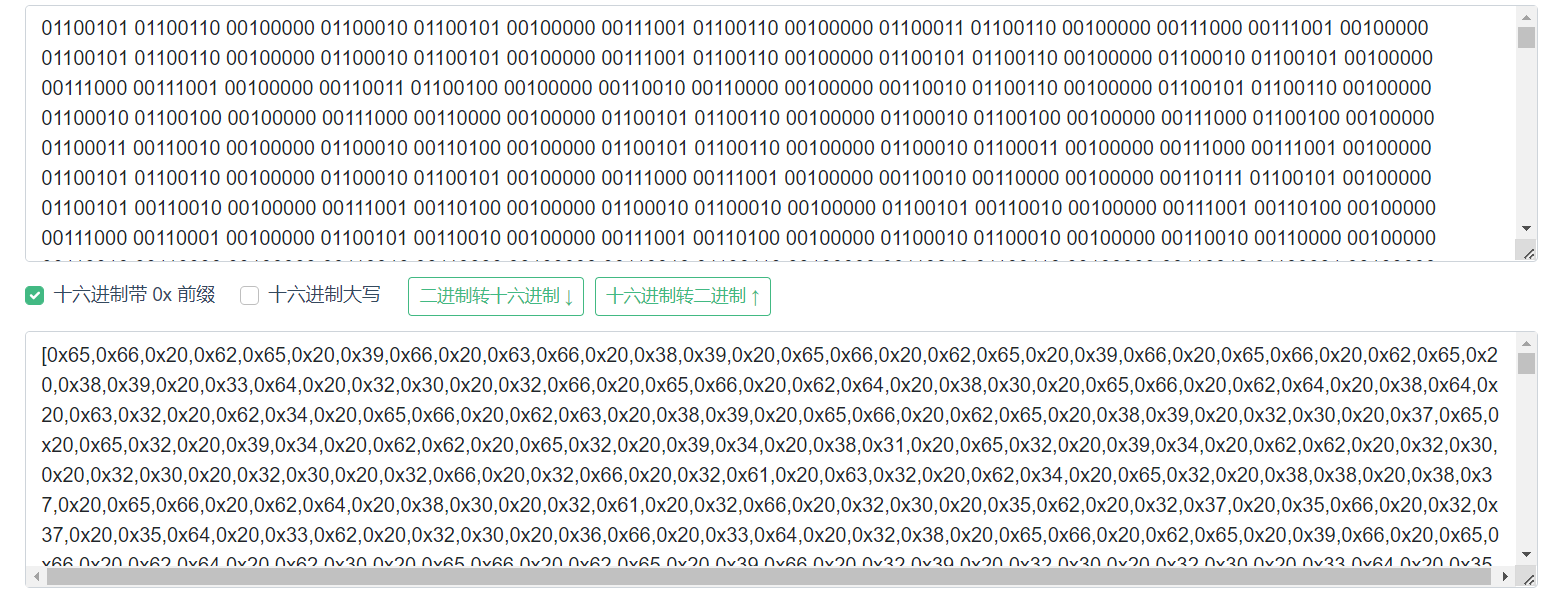 01100101 01100110 00100000 01100010 01100101 00100000 00111001 01100110 00100000 01100011 01100110 00100000 00111000 00111001 00100000
01100101 01100110 00100000 01100010 01100101 00100000 00111001 01100110 00100000 01100101 01100110 00100000 01100010 01100101 00100000
00111000 00111001 00100000 00110011 01100100 00100000 00110010 00110000 00100000 00110010 01100110 00100000 01100101 01100110 00100000
01100010 01100100 00100000 00111000 00110000 00100000 01100101 01100110 00100000 01100010 01100100 00100000 00111000 01100100 00100000
01100011 00110010 00100000 01100010 00110100 00100000 01100101 01100110 00100000 01100010 01100011 00100000 00111000 00111001 00100000
01100101 01100110 00100000 01100010 01100101 00100000 00111000 00111001 00100000 00110010 00110000 00100000 00110111 01100101 00100000
01100101 00110010 00100000 00111001 00110100 00100000 01100010 01100010 00100000 01100101 00110010 00100000 00111001 00110100 00100000
00111000 00110001 00100000 01100101 00110010 00100000 00111001 00110100 00100000 01100010 01100010 00100000 00110010 00110000 00100000
十六进制带 0x 前缀 十六进制大写 二进制转十六进制↓ 十六进制转二进制↑
[0x65,0x66,0x20,0x62,0x65,0x20,0x39,0x66,0x20,0x63,0x66,0x20,0x38,0x39,0x20,0x65,0x66,0x20,0x62,0x65,0x20,0x39,0x66,0x20,0x65,0x66,0x20,0x62,0x65,0x2
0,0x38,0x39,0x20,0x33,0x64,0x20,0x32,0x30,0x20,0x32,0x66,0x20,0x65,0x66,0x20,0x62,0x64,0x20,0x38,0x30,0x20,0x65,0x66,0x20,0x62,0x64,0x20,0x38,0x64,0x
20,0x63,0x32,0x20,0x62,0x34,0x20,0x65,0x66,0x20,0x62,0x63,0x20,0x38,0x39,0x20,0x65,0x66,0x20,0x62,0x65,0x20,0x38,0x39,0x20,0x32,0x30,0x20,0x37,0x65,0
x20,0x65,0x32,0x20,0x39,0x34,0x20,0x62,0x62,0x20,0x65,0x32,0x20,0x39,0x34,0x20,0x38,0x31,0x20,0x65,0x32,0x20,0x39,0x34,0x20,0x62,0x62,0x20,0x32,0x30,
0x20,0x32,0x30,0x20,0x32,0x30,0x20,0x32,0x66,0x20,0x32,0x66,0x20,0x32,0x61,0x20,0x63,0x32,0x20,0x62,0x34,0x20,0x65,0x32,0x20,0x38,0x38,0x20,0x38,0x3
7,0x20,0x65,0x66,0x20,0x62,0x64,0x20,0x38,0x30,0x20,0x32,0x61,0x20,0x32,0x66,0x20,0x32,0x30,0x20,0x35,0x62,0x20,0x32,0x37,0x20,0x35,0x66,0x20,0x32,0x
37,0x20,0x35,0x64,0x20,0x33,0x62,0x20,0x32,0x30,0x20,0x36,0x66,0x20,0x33,0x64,0x20,0x32,0x38,0x20,0x65,0x66,0x20,0x62,0x65,0x20,0x39,0x66,0x20,0x65,0
x66,0x20,0x62,0x64,0x20,0x62,0x30,0x20,0x65,0x66,0x20,0x62,0x65,0x20,0x39,0x66,0x20,0x32,0x39,0x20,0x32,0x30,0x20,0x20,0x33,0x64,0x20,0x35